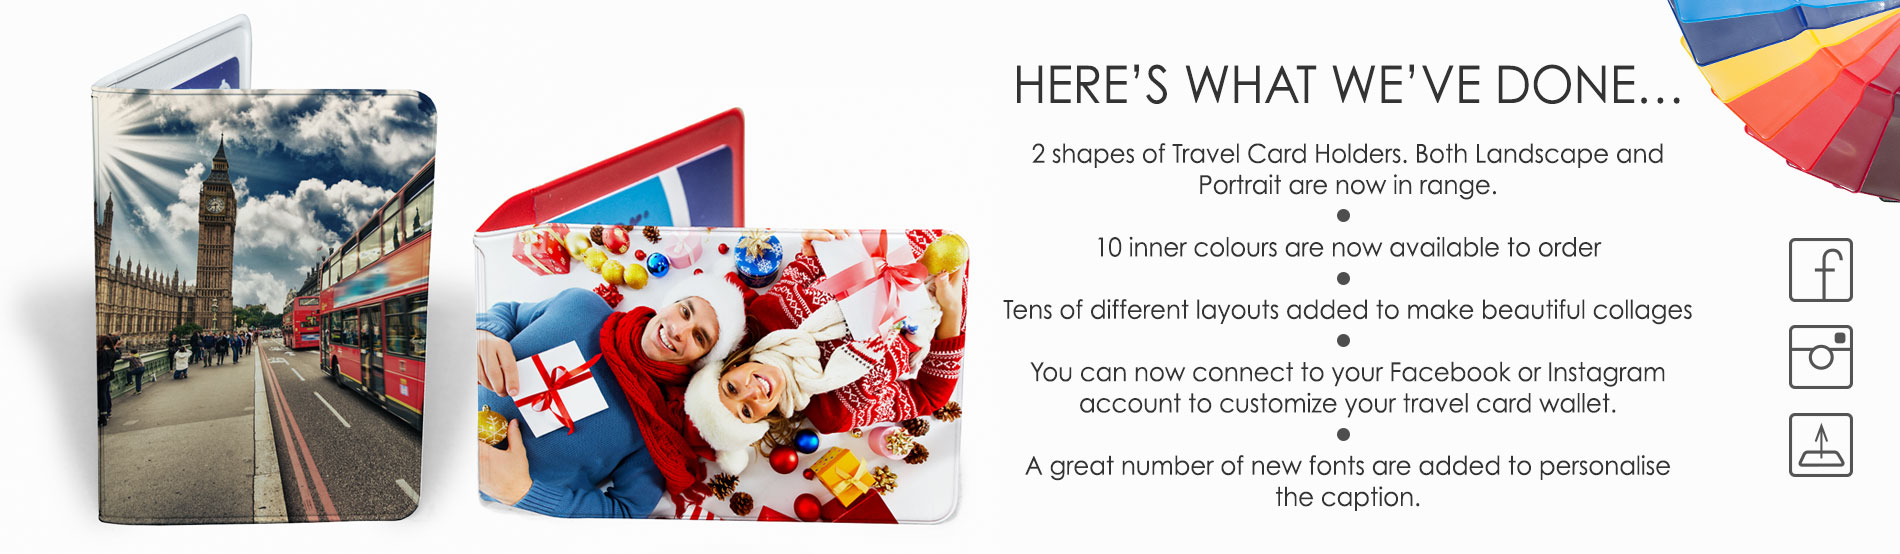 HERE’S WHAT WE’VE DONE...
2 shapes of Travel Card Holders. Both Landscape and
Portrait are now in range.
10 inner colours are now available to order
Tens of different layouts added to make beautiful collages
You can now connect to your Facebook or Instagram
account to customize your travel card wallet.
A great number of new fonts are added to personalise
the caption.